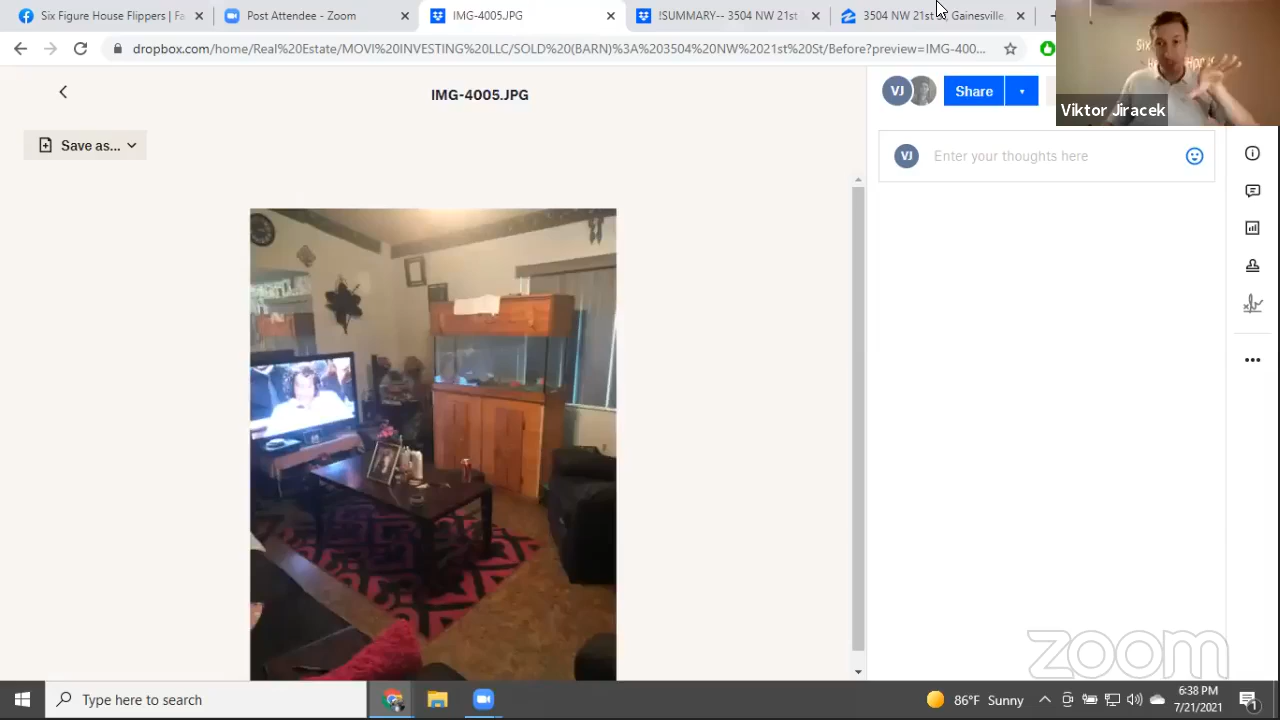 Six Figure House Flippers | Fa
Post Attendee - Zoom
IMG-4005.JPG
!SUMMARY-- 3504 NW 21st
3504 NW 21st
Gainesville,
dropbox.com/home/Real%20Estate/MOVI%20INVESTING%20LLC/SOLD%20(BARN)%3A%203504%20NW%2021st%20St/Before?preview=IMG-400...
Viktor Jiracek
IMG-4005.JPG
VJ
Share
Save as...
VJ
Enter your thoughts here
zoom
Type here to search
86°F Sunny
6:38 PM
7/21/2021
1